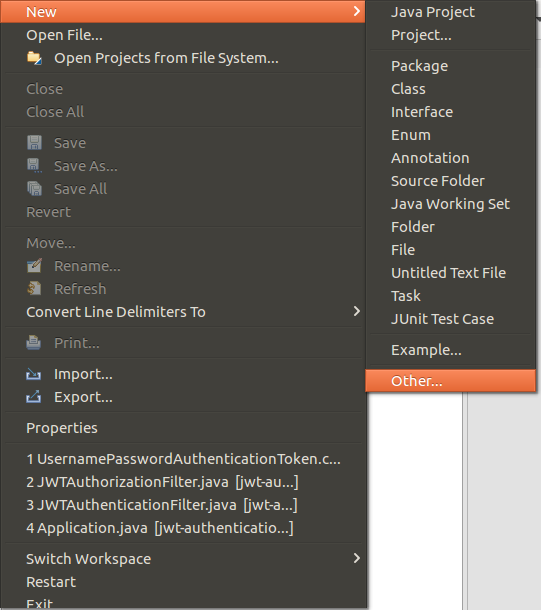 New
Open File...
Open Projects from File System...
Close
Close All
Save
Save As...
Save All
Revert
Move...
Rename...
Refresh
Convert Line Delimiters To
Print...
Import...
Export...
Properties
1 UsernamePasswordAuthenticationToken.c...
2 JWTAuthorizationFilter.java [jwt-au...]
3 JWTAuthenticationFilter.java [jwt-a...]
4 Application.java [jwt-authenticatio...]
Switch Workspace
Restart
Exit
Java Project
Project...
Package
Class
Interface
Enum
Annotation
Source Folder
Java Working Set
Folder
File
Untitled Text File
Task
JUnit Test Case
Example...
Other...